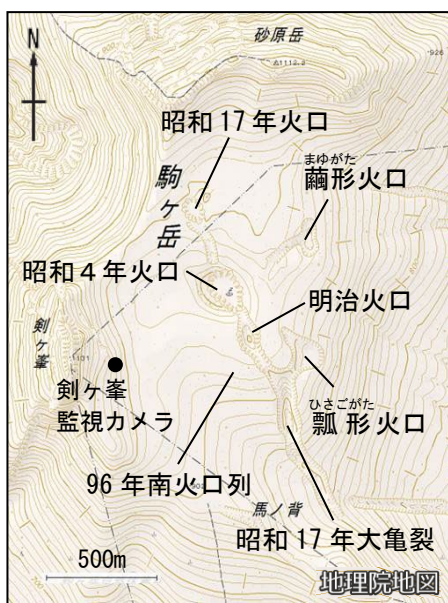 砂原岳
N
926
1112.2
昭和17年火口
まゆがた
繭形火口
駒ヶ岳
昭和4年火口
明治火口
剣ヶ峯
剣ヶ峯
監視カメラ
ひさごがた
瓢形火口
96年南火口列
馬ノ背
昭和17年大亀裂
500m
地理院地図